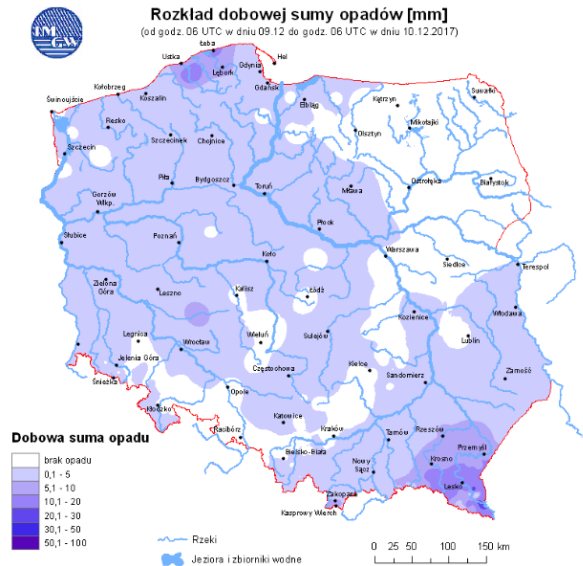 IM
GW
Rozkład dobowej sumy opadów [mm]
(od godz. 06 UTC w dniu 09.12 do godz. 06 UTC w dniu 10.12.2017)
Łeba
Ustka
Hel
Lębork
Gdynia
Gdańsk
Kołobrzeg
Koszalin
Elbląg
Kętrzyn
Suwałki
Świnoujście
Resko
Szczecinek
Chojnice
Olsztyn
Mikołajki
Szczecin
Piła
Bydgoszcz
Toruń
Mława
Ostrołęka
Białystok
Gorzów
Wlkp.
Płock
Słubice
Poznań
Koło
Warszawa
Siedlce
Terespol
Zielona
Góra
Leszno
Kalisz
Łódź
Kozienice
Włodawa
Legnica
Wrocław
Wieluń
Sulejów
Lublin
Jelenia Góra
Śnieżka
Częstochowa
Kielce
Sandomierz
Zamość
Kłodzko
Opole
Katowice
Racibórz
Kraków
Tarnów
Rzeszów
Przemyśl
Bielsko-Biała
Nowy
Sącz
Krosno
Lesko
Zakopane
Kasprowy Wierch
Dobowa suma opadu
brak opadu
0,1 - 5
5,1 - 10
10,1 - 20
20,1 - 30
30,1 - 50
50,1 - 100
Rzeki
Jeziora i zbiorniki wodne
0 25 50 100 150 km